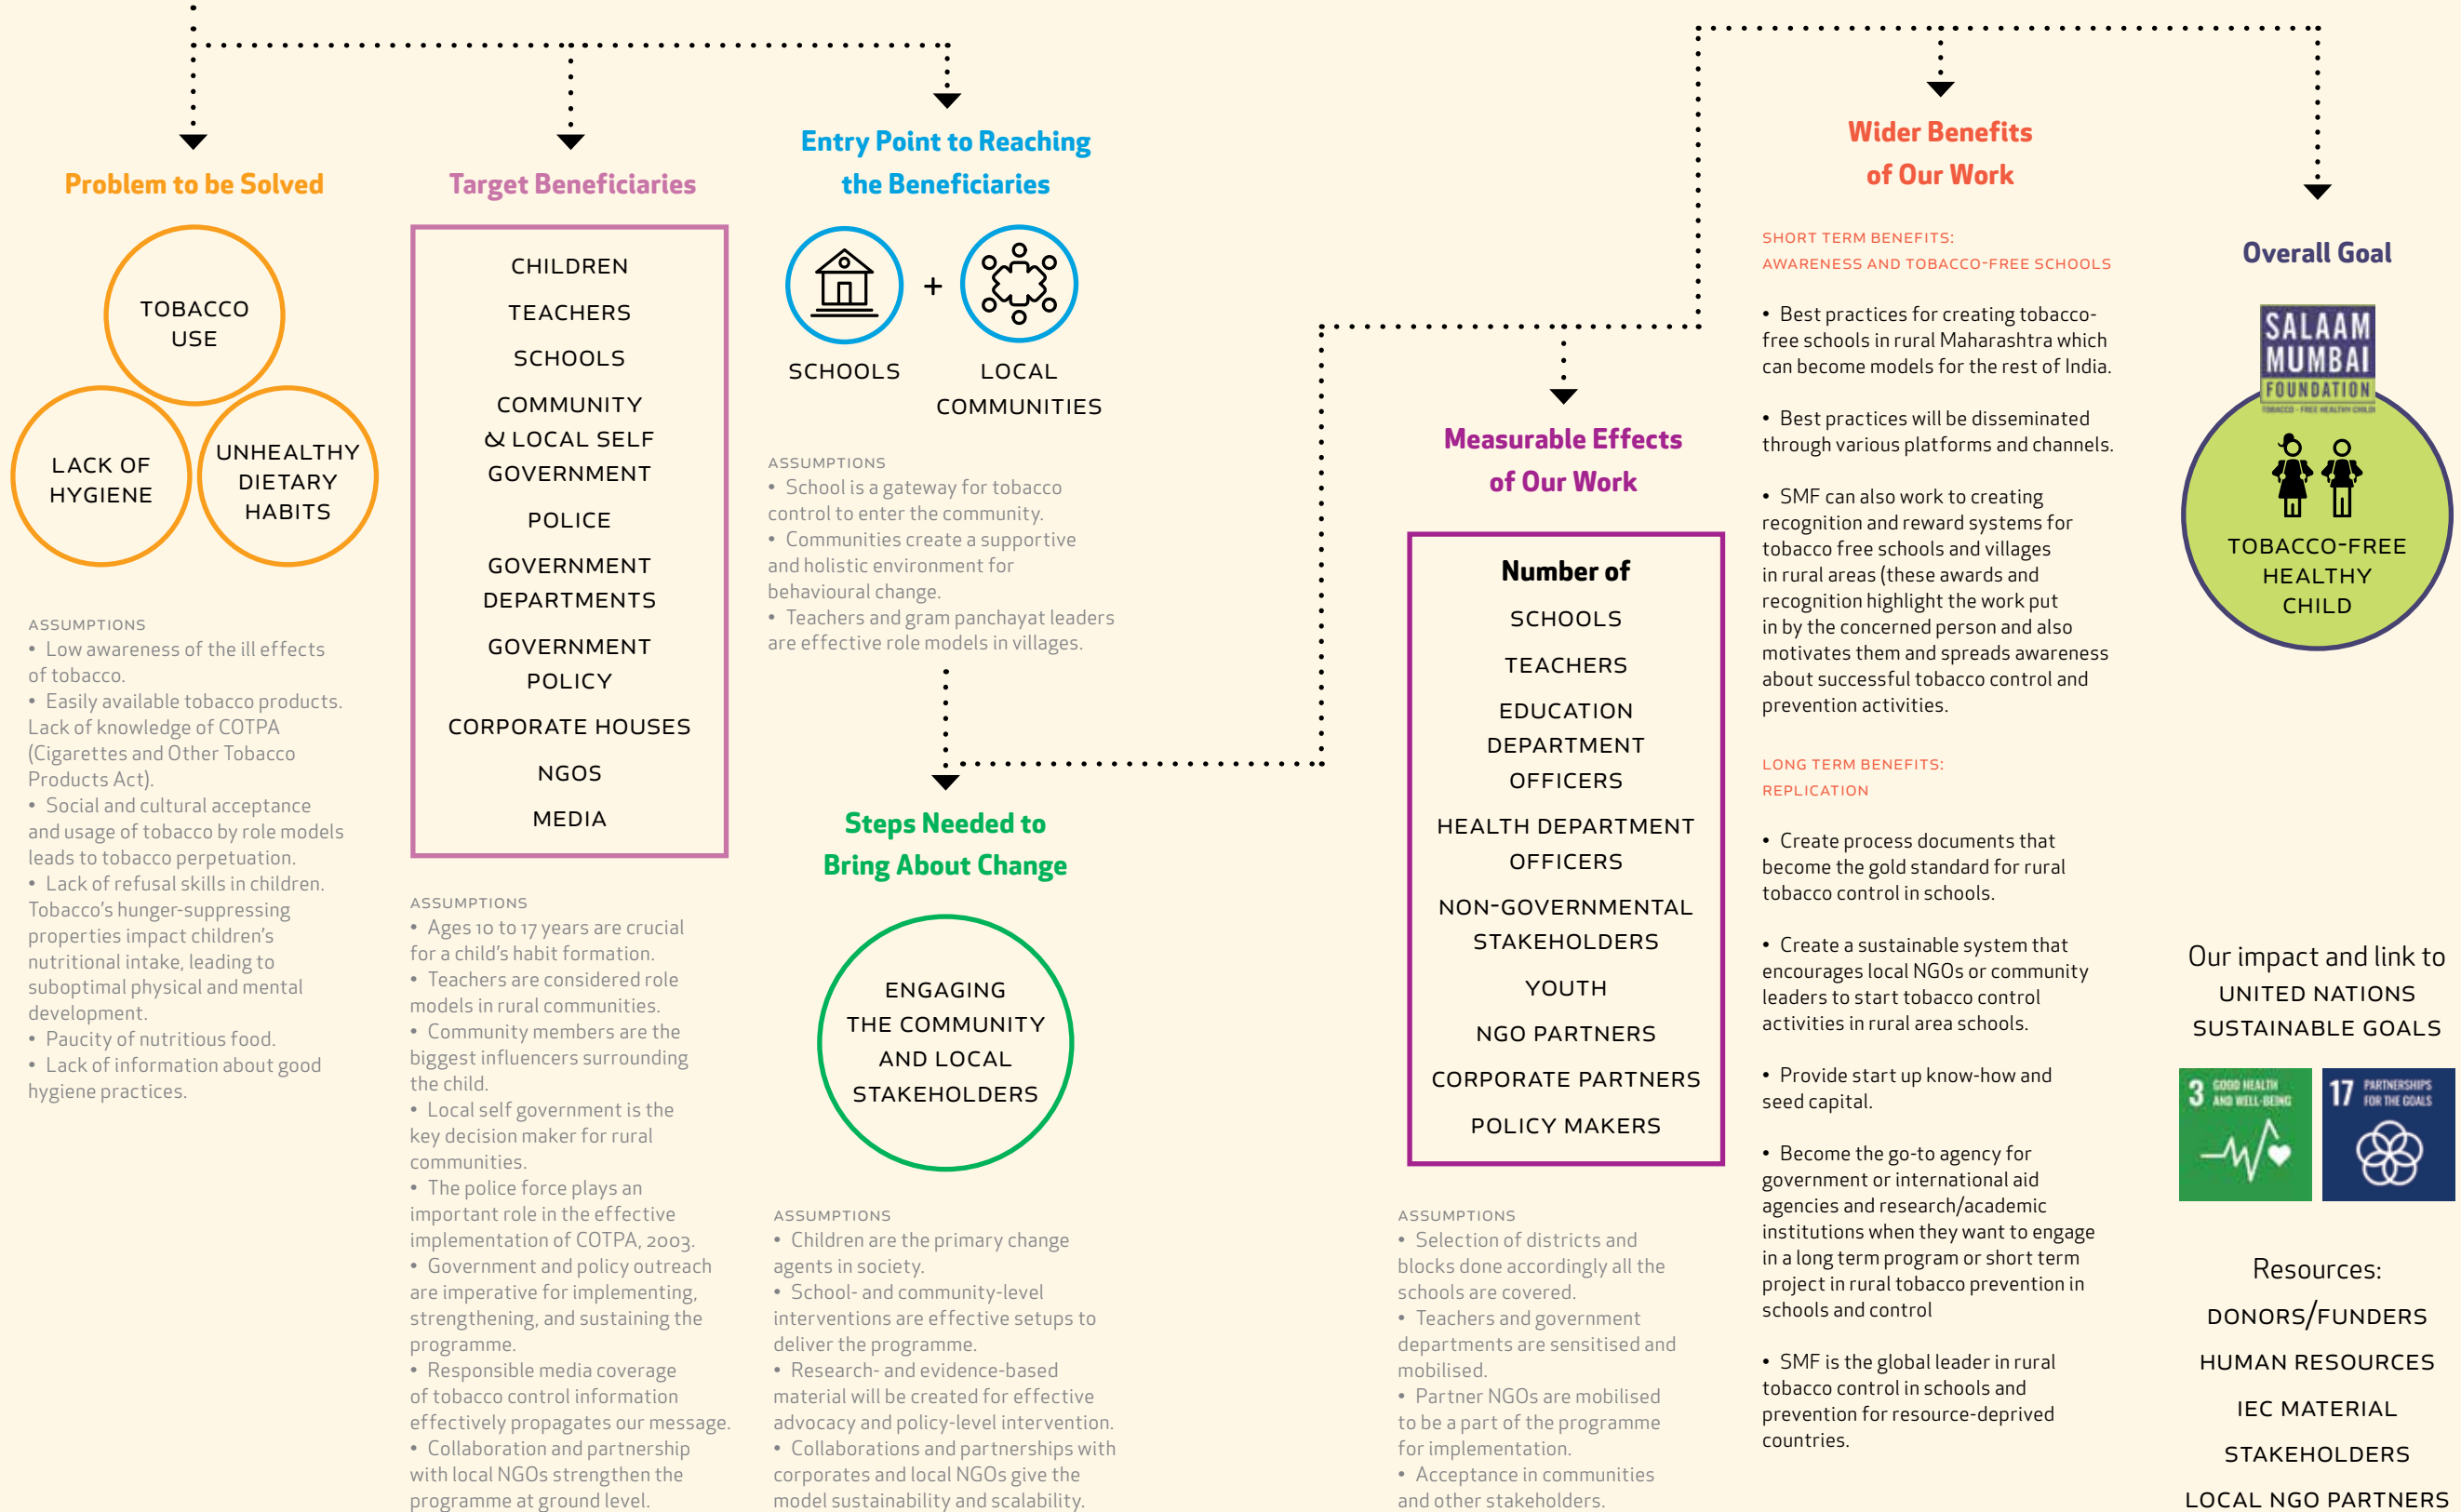 Problem to be Solved
TOBACCO
USE
LACK OF
HYGIENE
UNHEALTHY
DIETARY
HABITS
ASSUMPTIONS
• Low awareness of the ill effects
of tobacco.
• Easily available tobacco products.
Lack of knowledge of COTPA
(Cigarettes and Other Tobacco
Products Act).
• Social and cultural acceptance
and usage of tobacco by role models
leads to tobacco perpetuation.
• Lack of refusal skills in children.
Tobacco's hunger-suppressing
properties impact children's
nutritional intake, leading to
suboptimal physical and mental
development.
• Paucity of nutritious food.
• Lack of information about good
hygiene practices.
Target Beneficiaries
CHILDREN
TEACHERS
SCHOOLS
COMMUNITY
& LOCAL SELF
GOVERNMENT
POLICE
GOVERNMENT
DEPARTMENTS
GOVERNMENT
POLICY
CORPORATE HOUSES
NGOS
MEDIA
ASSUMPTIONS
• Ages 10 to 17 years are crucial
for a child's habit formation.
• Teachers are considered role
models in rural communities.
• Community members are the
biggest influencers surrounding
the child.
• Local self government is the
key decision maker for rural
communities.
• The police force plays an
important role in the effective
implementation of COTPA, 2003.
• Government and policy outreach
are imperative for implementing,
strengthening, and sustaining the
programme.
• Responsible media coverage
of tobacco control information
effectively propagates our message.
• Collaboration and partnership
with local NGOs strengthen the
programme at ground level.
Entry Point to Reaching
the Beneficiaries
+
SCHOOLS
LOCAL
COMMUNITIES
ASSUMPTIONS
• School is a gateway for tobacco
control to enter the community.
• Communities create a supportive
and holistic environment for
behavioural change.
• Teachers and gram panchayat leaders
are effective role models in villages.
Steps Needed to
Bring About Change
ENGAGING
THE COMMUNITY
AND LOCAL
STAKEHOLDERS
ASSUMPTIONS
• Children are the primary change
agents in society.
• School- and community-level
interventions are effective setups to
deliver the programme.
• Research- and evidence-based
material will be created for effective
advocacy and policy-level intervention.
• Collaborations and partnerships with
corporates and local NGOs give the
model sustainability and scalability.
Measurable Effects
of Our Work
Number of
SCHOOLS
TEACHERS
EDUCATION
DEPARTMENT
OFFICERS
HEALTH DEPARTMENT
OFFICERS
NON-GOVERNMENTAL
STAKEHOLDERS
YOUTH
NGO PARTNERS
CORPORATE PARTNERS
POLICY MAKERS
ASSUMPTIONS
• Selection of districts and
blocks done accordingly all the
schools are covered.
• Teachers and government
departments are sensitised and
mobilised.
• Partner NGOs are mobilised
to be a part of the programme
for implementation.
• Acceptance in communities
and other stakeholders.
Wider Benefits
of Our Work
SHORT TERM BENEFITS:
AWARENESS AND TOBACCO-FREE SCHOOLS
• Best practices for creating tobacco-
free schools in rural Maharashtra which
can become models for the rest of India.
• Best practices will be disseminated
through various platforms and channels.
• SMF can also work to creating
recognition and reward systems for
tobacco free schools and villages
in rural areas (these awards and
recognition highlight the work put
in by the concerned person and also
motivates them and spreads awareness
about successful tobacco control and
prevention activities.
LONG TERM BENEFITS:
REPLICATION
• Create process documents that
become the gold standard for rural
tobacco control in schools.
• Create a sustainable system that
encourages local NGOs or community
leaders to start tobacco control
activities in rural area schools.
• Provide start up know-how and
seed capital.
• Become the go-to agency for
government or international aid
agencies and research/academic
institutions when they want to engage
in a long term program or short term
project in rural tobacco prevention in
schools and control
• SMF is the global leader in rural
tobacco control in schools and
prevention for resource-deprived
countries.
Overall Goal
SALAAM
MUMBAI
FOUNDATION
TOBACCO - FREE HEALTHY CHILD
TOBACCO-FREE
HEALTHY
CHILD
Our impact and link to
UNITED NATIONS
SUSTAINABLE GOALS
3 GOOD HEALTH
AND WELL-BEING
17 PARTNERSHIPS
FOR THE GOALS
Resources:
DONORS/FUNDERS
HUMAN RESOURCES
IEC MATERIAL
STAKEHOLDERS
LOCAL NGO PARTNERS